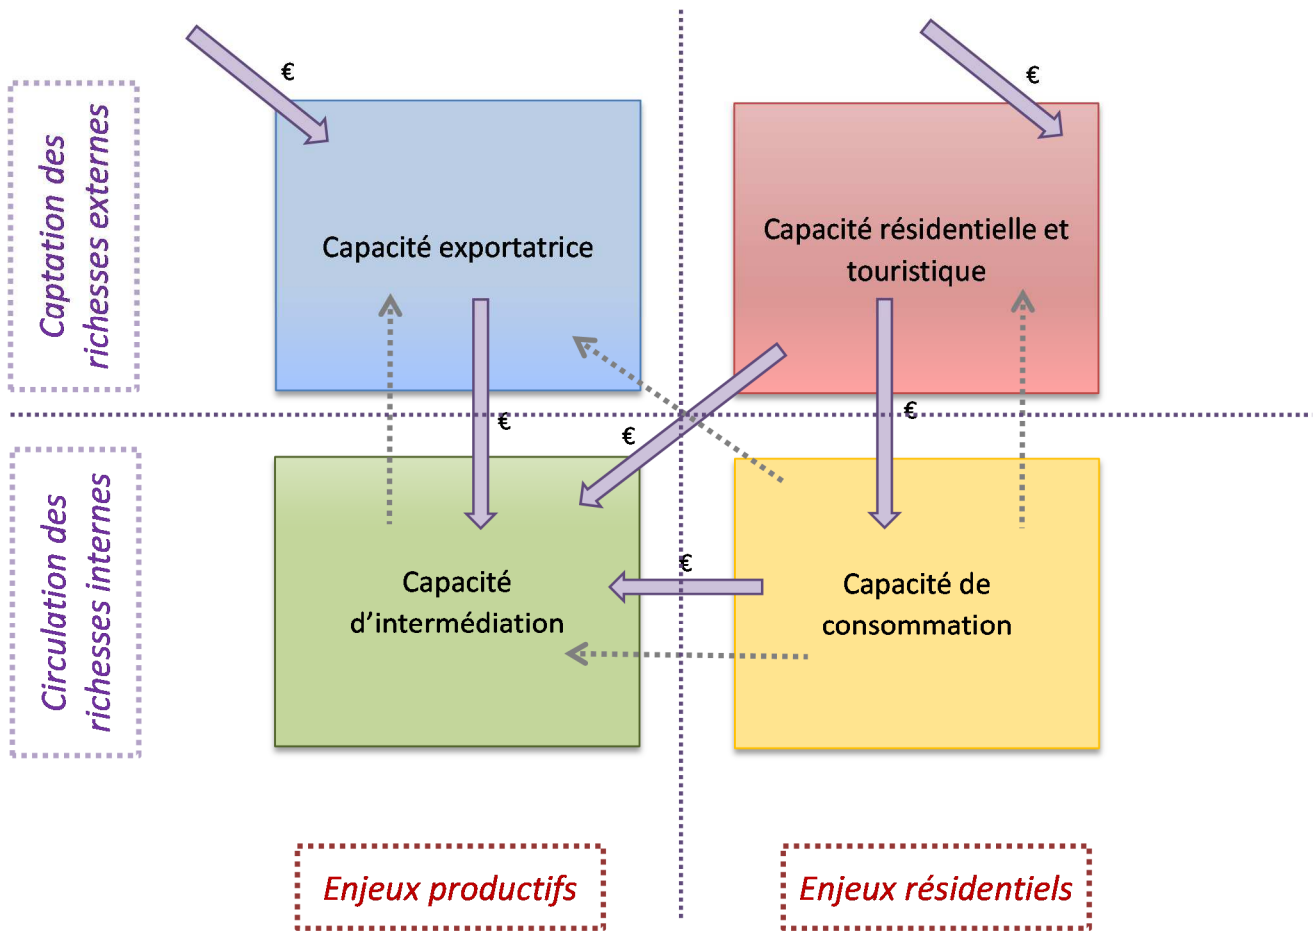 €
€
Captation des
richesses externes
Capacité exportatrice
Capacité résidentielle et
touristique
€
€
€
Circulation des
richesses internes
€
Capacité
d’intermédiation
Capacité de
consommation
Enjeux productifs
Enjeux résidentiels